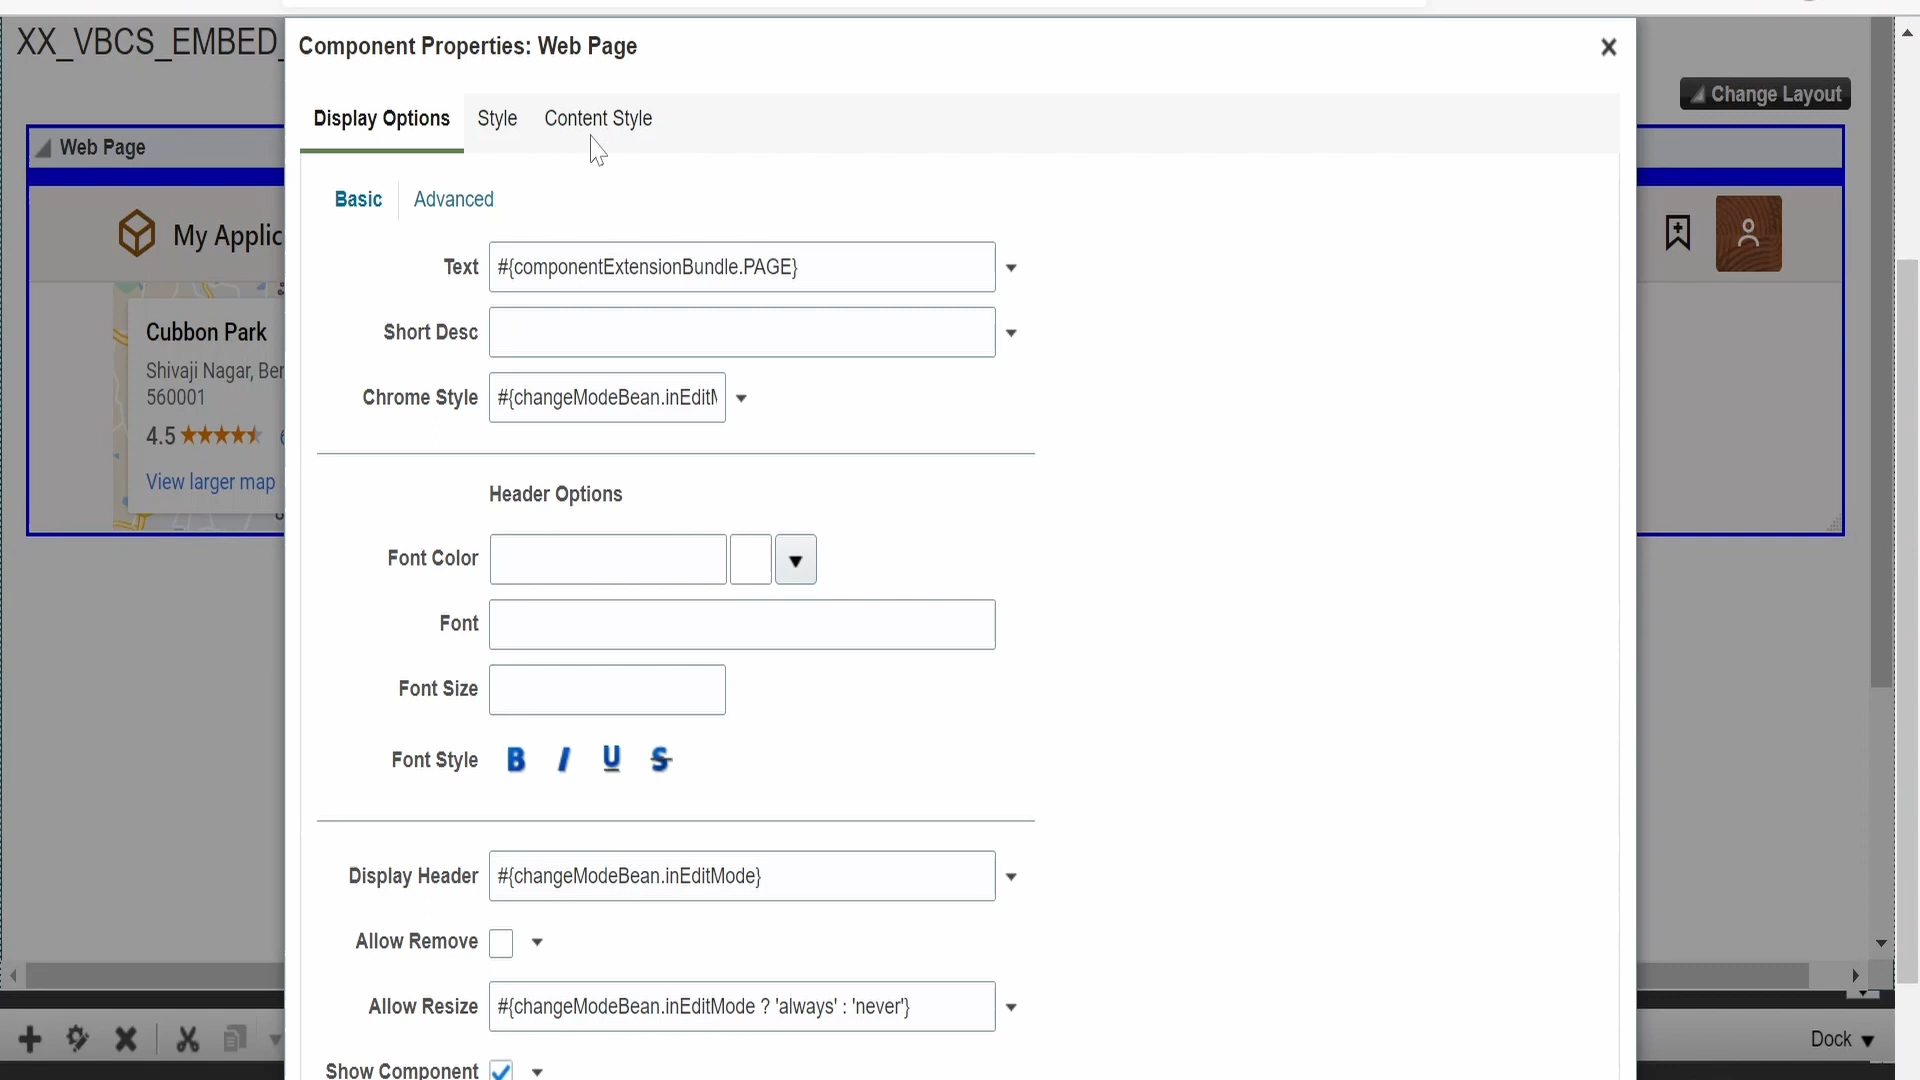 XX_VBCS_EMBED_
Component Properties: Web Page
Change Layout
Display Options
Style
Content Style
Web Page
Basic
Advanced
My Applic
Text
#{componentExtensionBundle.PAGE}
Short Desc
Cubbon Park
Shivaji Nagar, Ber
560001
Chrome Style
#{changeModeBean.inEdit
4.5
View larger map
Header Options
Font Color
Font
Font Size
Font Style
B I U S
Display Header
#{changeModeBean.inEditMode}
Allow Remove
Allow Resize
#{changeModeBean.inEditMode ? 'always' : 'never'}
Show Component
Dock